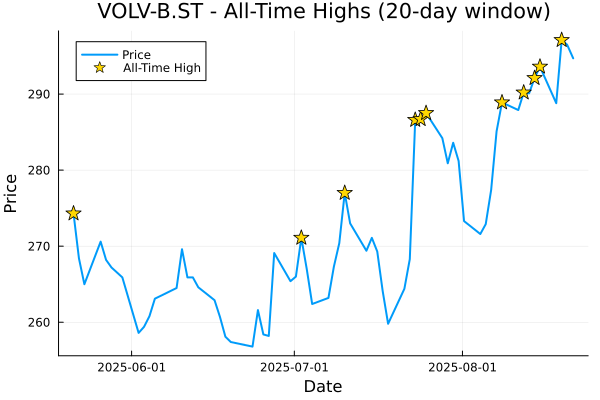 VOLV-B.ST - All-Time Highs (20-day window)
Price
All-Time High
290
280
270
260
Price
2025-06-01
2025-07-01
2025-08-01
Date